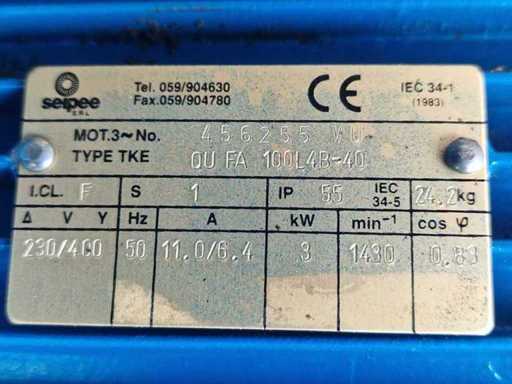 seipee
S.R.L.
Tel. 059/904630
Fax.059/904780
CE
IEC 34-1
(1983)
MOT.3~No. 456255 VU
TYPE TKE OU FA 100L4B-40
I.CL. F S 1 IP 55 IEC 34-5 24.2kg
Δ V Y Hz A kW min-1 cos φ
230/400 50 11.0/6.4 3 1430 0.83